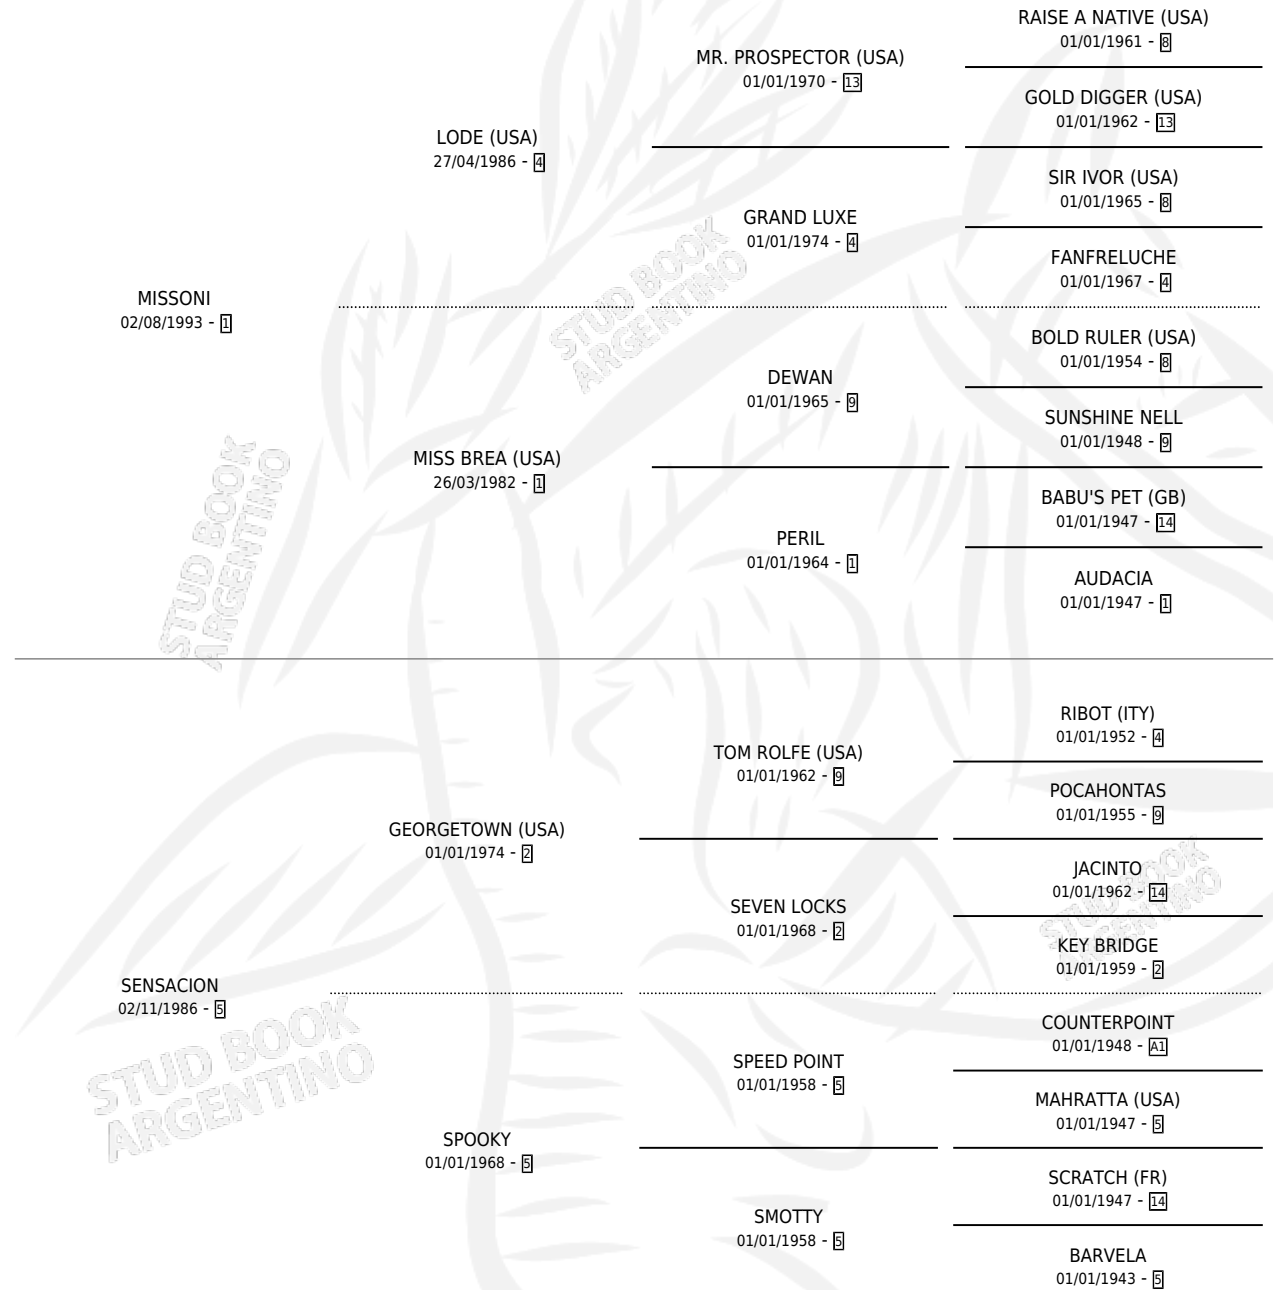 RAISE A NATIVE (USA)
01/01/1961 - 8
MR. PROSPECTOR (USA)
01/01/1970 - 13
GOLD DIGGER (USA)
01/01/1962 - 13
LODE (USA)
27/04/1986 - 4
SIR IVOR (USA)
01/01/1965 - 8
GRAND LUXE
01/01/1974 - 4
FANFRELUCHE
01/01/1967 - 4
MISSONI
02/08/1993 - 1
BOLD RULER (USA)
01/01/1954 - 8
DEWAN
01/01/1965 - 9
SUNSHINE NELL
01/01/1948 - 9
MISS BREA (USA)
26/03/1982 - 1
BABU'S PET (GB)
01/01/1947 - 14
PERIL
01/01/1964 - 1
AUDACIA
01/01/1947 - 1
RIBOT (ITY)
01/01/1952 - 4
TOM ROLFE (USA)
01/01/1962 - 9
POCAHONTAS
01/01/1955 - 9
GEORGETOWN (USA)
01/01/1974 - 2
JACINTO
01/01/1962 - 14
SEVEN LOCKS
01/01/1968 - 2
KEY BRIDGE
01/01/1959 - 2
SENSACION
02/11/1986 - 5
COUNTERPOINT
01/01/1948 - A1
SPEED POINT
01/01/1958 - 5
MAHRATTA (USA)
01/01/1947 - 5
SPOOKY
01/01/1968 - 5
SCRATCH (FR)
01/01/1947 - 14
SMOTTY
01/01/1958 - 5
BARVELA
01/01/1943 - 5
STUD BOOK
ARGENTINO
STUD BOOK
ARGENTINO
STUD BOOK
ARGENTINO
STUD BOOK
ARGENTINO